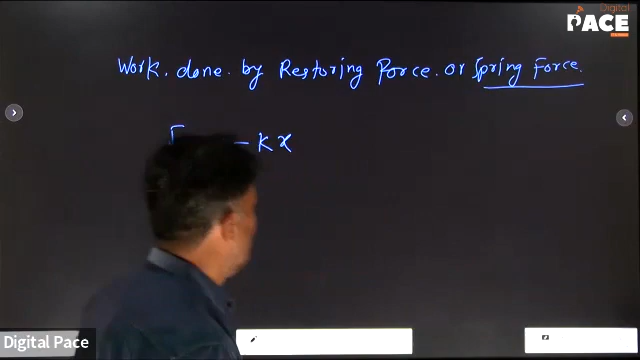 Digital
PACE
Work. done. by Restoring Force. or Spring Force.
F - kx
Digital Pace